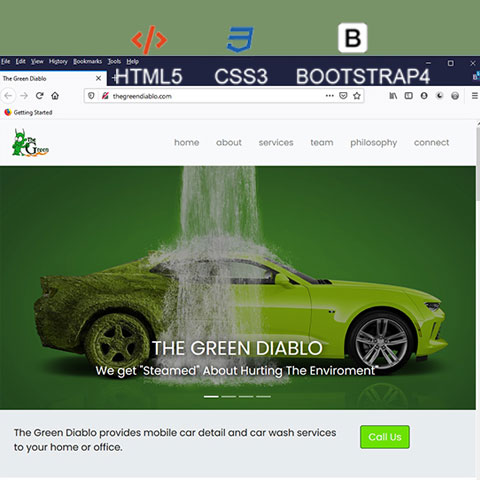 HTML5 CSS3 BOOTSTRAP4
File Edit View History Bookmarks Tools Help
The Green Diablo
thegreendiablo.com
Getting Started
The Green
home about services team philosophy connect
THE GREEN DIABLO
We get "Steamed" About Hurting The Enviroment"
The Green Diablo provides mobile car detail and car wash services
to your home or office.
Call Us